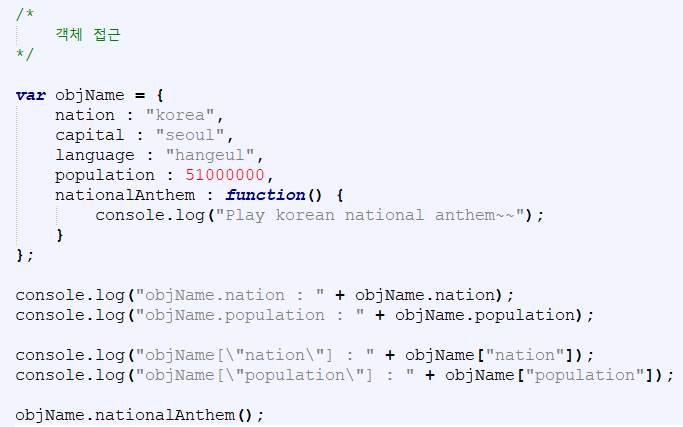 /*
    객체 접근
*/

var objName = {
    nation : "korea",
    capital : "seoul",
    language : "hangeul",
    population : 51000000,
    nationalAnthem : function() {
        console.log("Play korean national anthem~~");
    }
};

console.log("objName.nation : " + objName.nation);
console.log("objName.population : " + objName.population);

console.log("objName[\"nation\"] : " + objName["nation"]);
console.log("objName[\"population\"] : " + objName["population"]);

objName.nationalAnthem();